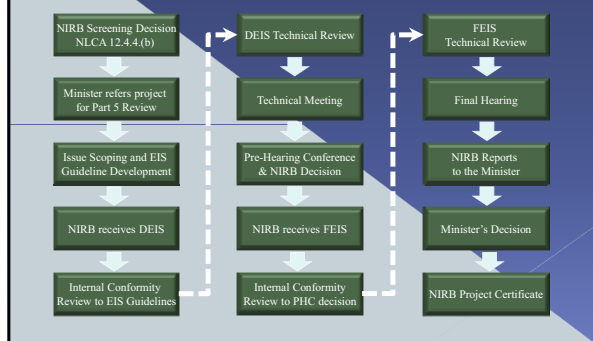 NIRB Screening Decision
NLCA 12.4.4.(b)
Minister refers project
for Part 5 Review
Issue Scoping and EIS
Guideline Development
NIRB receives DEIS
Internal Conformity
Review to EIS Guidelines
DEIS Technical Review
Technical Meeting
Pre-Hearing Conference
& NIRB Decision
NIRB receives FEIS
Internal Conformity
Review to PHC decision
FEIS
Technical Review
Final Hearing
NIRB Reports
to the Minister
Minister’s Decision
NIRB Project Certificate